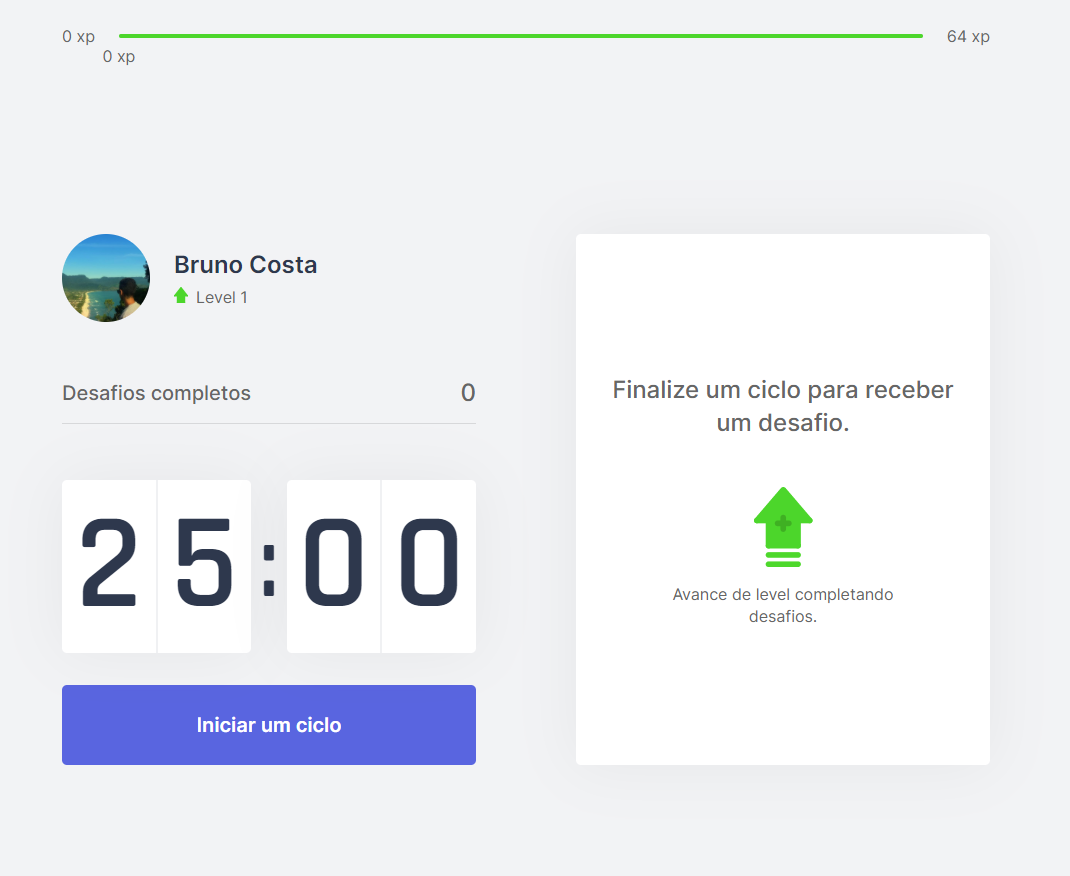 0 xp
64 xp
0 xp
Bruno Costa
Level 1
Desafios completos
0
25:00
Iniciar um ciclo
Finalize um ciclo para receber
um desafio.
Avance de level completando
desafios.